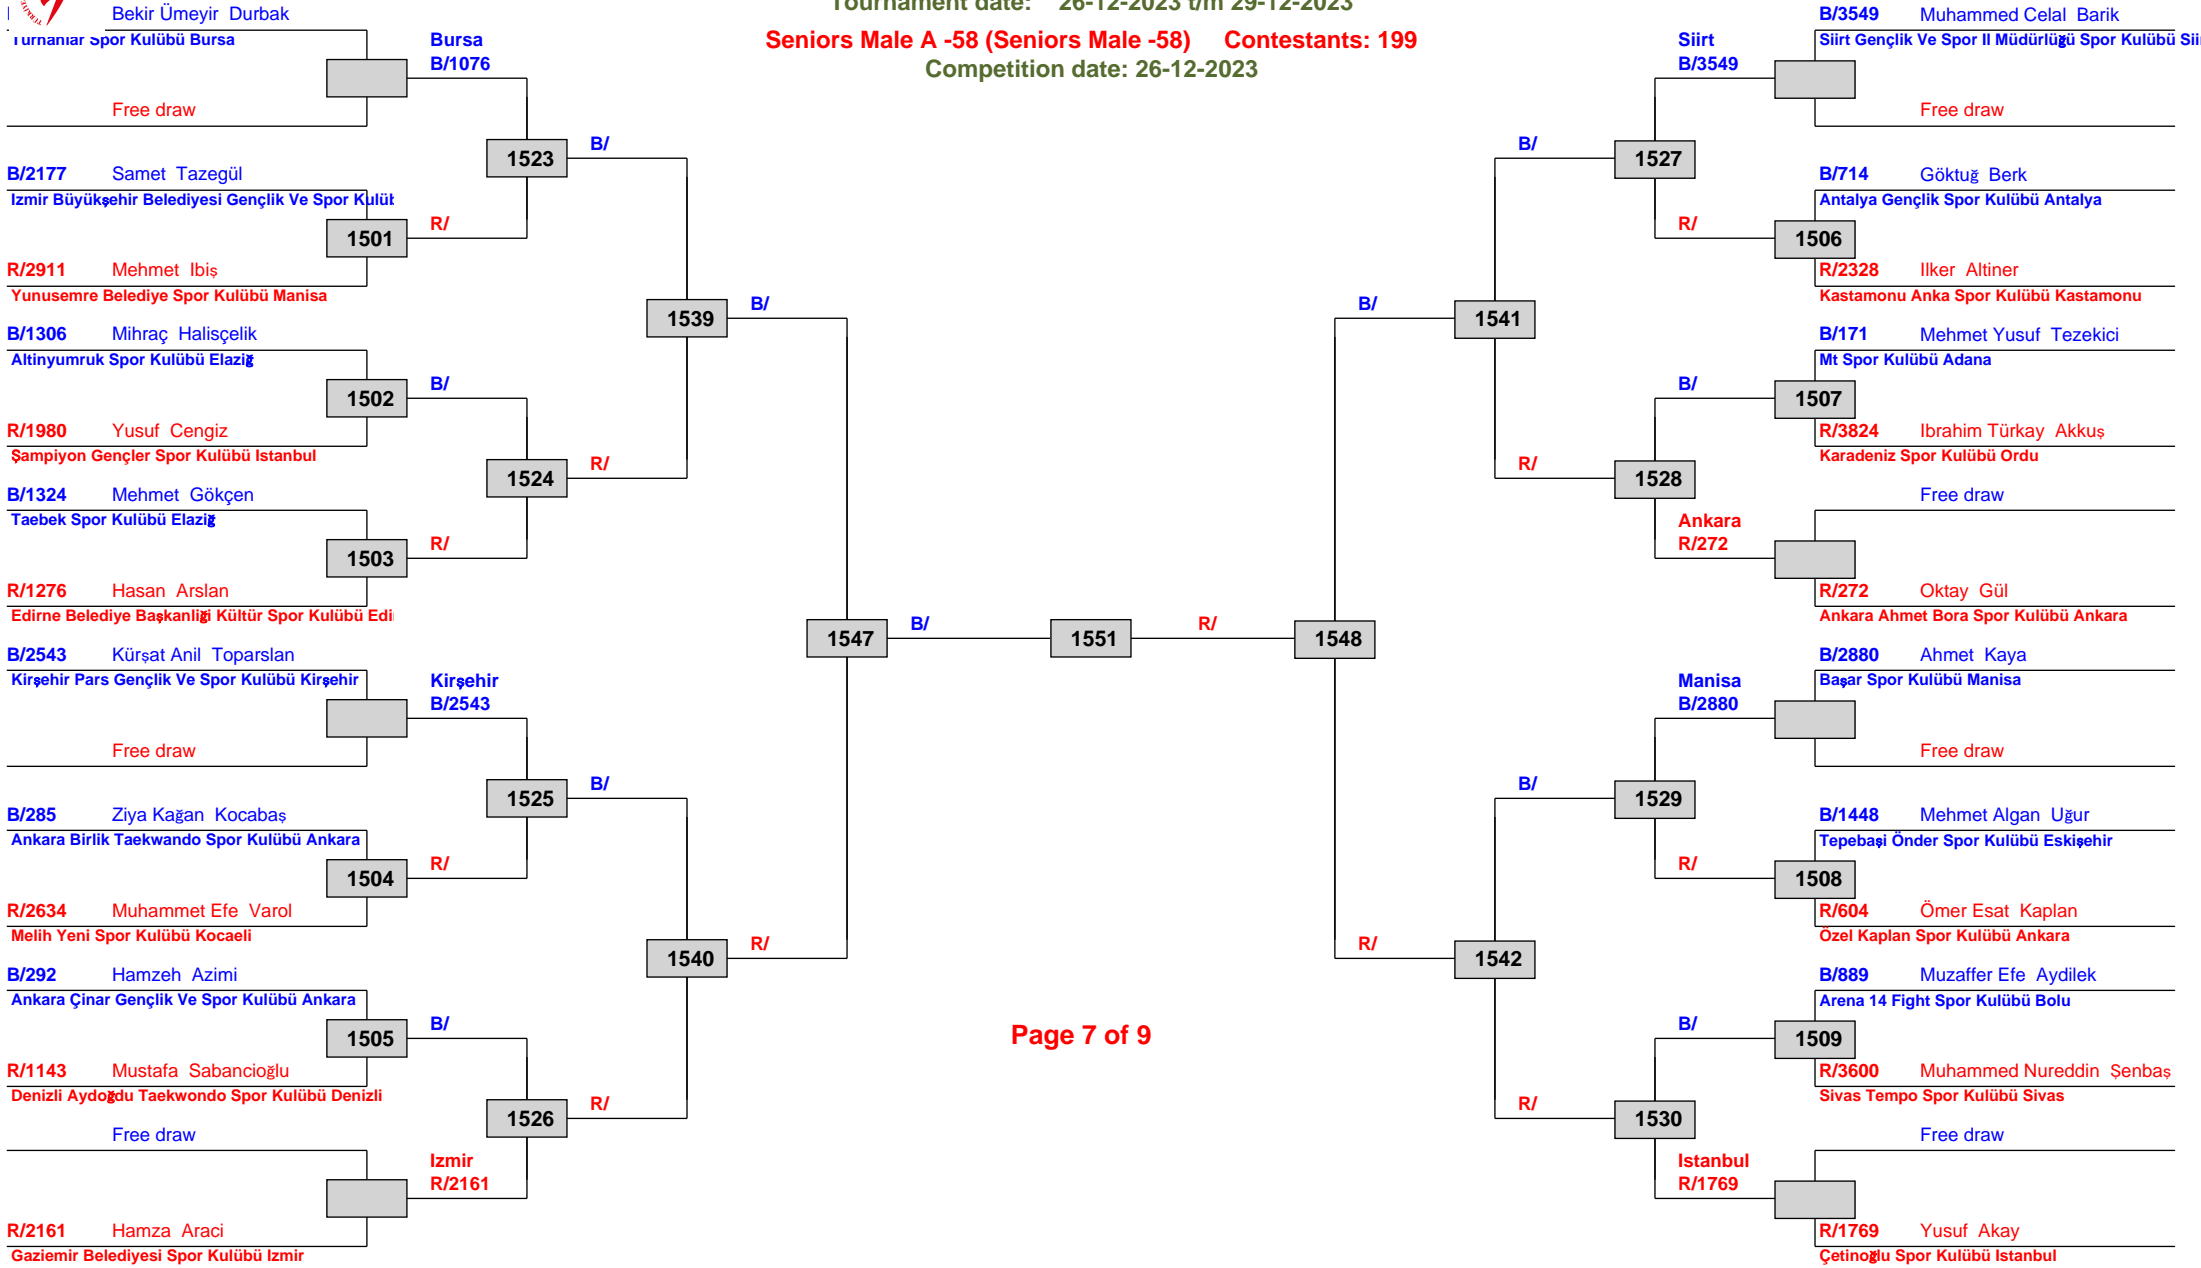 Tournament date: 26-12-2023 t/m 29-12-2023
Seniors Male A -58 (Seniors Male -58) Contestants: 199
Competition date: 26-12-2023
Bekir Ümeyir Durbak
Turhanlar Spor Kulübü Bursa
Bursa
B/1076
Free draw
1523
B/
B/2177 Samet Tazegül
Izmir Büyükşehir Belediyesi Gençlik Ve Spor
1501
R/
R/2911 Mehmet Ibiş
Yunusemre Belediye Spor Kulübü Manisa
1539
B/
B/1306 Mihraç Halisçelik
Altinyumruk Spor Kulübü Elaziğ
1502
B/
R/1980 Yusuf Cengiz
Şampiyon Gençler Spor Kulübü Istanbul
1524
R/
B/1324 Mehmet Gökçen
Taebek Spor Kulübü Elaziğ
1503
R/
R/1276 Hasan Arslan
Edirne Belediye Başkanliği Kültür Spor Kulübü Edi
1547
B/
1551
R/
1548
B/2543 Kürşat Anil Toparslan
Kirşehir Pars Gençlik Ve Spor Kulübü Kirşehir
Kirşehir
B/2543
Free draw
1525
B/
B/285 Ziya Kağan Kocabaş
Ankara Birlik Taekwando Spor Kulübü Ankara
1504
R/
R/2634 Muhammet Efe Varol
Melih Yeni Spor Kulübü Kocaeli
1540
R/
B/292 Hamzeh Azimi
Ankara Çinar Gençlik Ve Spor Kulübü Ankara
1505
B/
R/1143 Mustafa Sabancioğlu
Denizli Aydoğdu Taekwondo Spor Kulübü Denizli
1526
R/
Free draw
Izmir
R/2161
R/2161 Hamza Araci
Gaziemir Belediyesi Spor Kulübü Izmir
Page 7 of 9
B/3549 Muhammed Celal Barik
Siirt Gençlik Ve Spor Il Müdürlüğü Spor Kulübü Sii
Siirt
B/3549
Free draw
B/
1527
B/714 Göktuğ Berk
Antalya Gençlik Spor Kulübü Antalya
R/
1506
R/2328 Ilker Altiner
Kastamonu Anka Spor Kulübü Kastamonu
B/
1541
B/171 Mehmet Yusuf Tezekici
Mt Spor Kulübü Adana
B/
1507
R/3824 Ibrahim Türkay Akkuş
Karadeniz Spor Kulübü Ordu
R/
1528
Free draw
Ankara
R/272
R/272 Oktay Gül
Ankara Ahmet Bora Spor Kulübü Ankara
B/2880 Ahmet Kaya
Başar Spor Kulübü Manisa
Manisa
B/2880
Free draw
B/
1529
B/1448 Mehmet Algan Uğur
Tepebaşi Önder Spor Kulübü Eskişehir
R/
1508
R/604 Ömer Esat Kaplan
Özel Kaplan Spor Kulübü Ankara
R/
1542
B/889 Muzaffer Efe Aydilek
Arena 14 Fight Spor Kulübü Bolu
B/
1509
R/3600 Muhammed Nureddin Şenbaş
Sivas Tempo Spor Kulübü Sivas
R/
1530
Free draw
Istanbul
R/1769
R/1769 Yusuf Akay
Çetinoğlu Spor Kulübü Istanbul